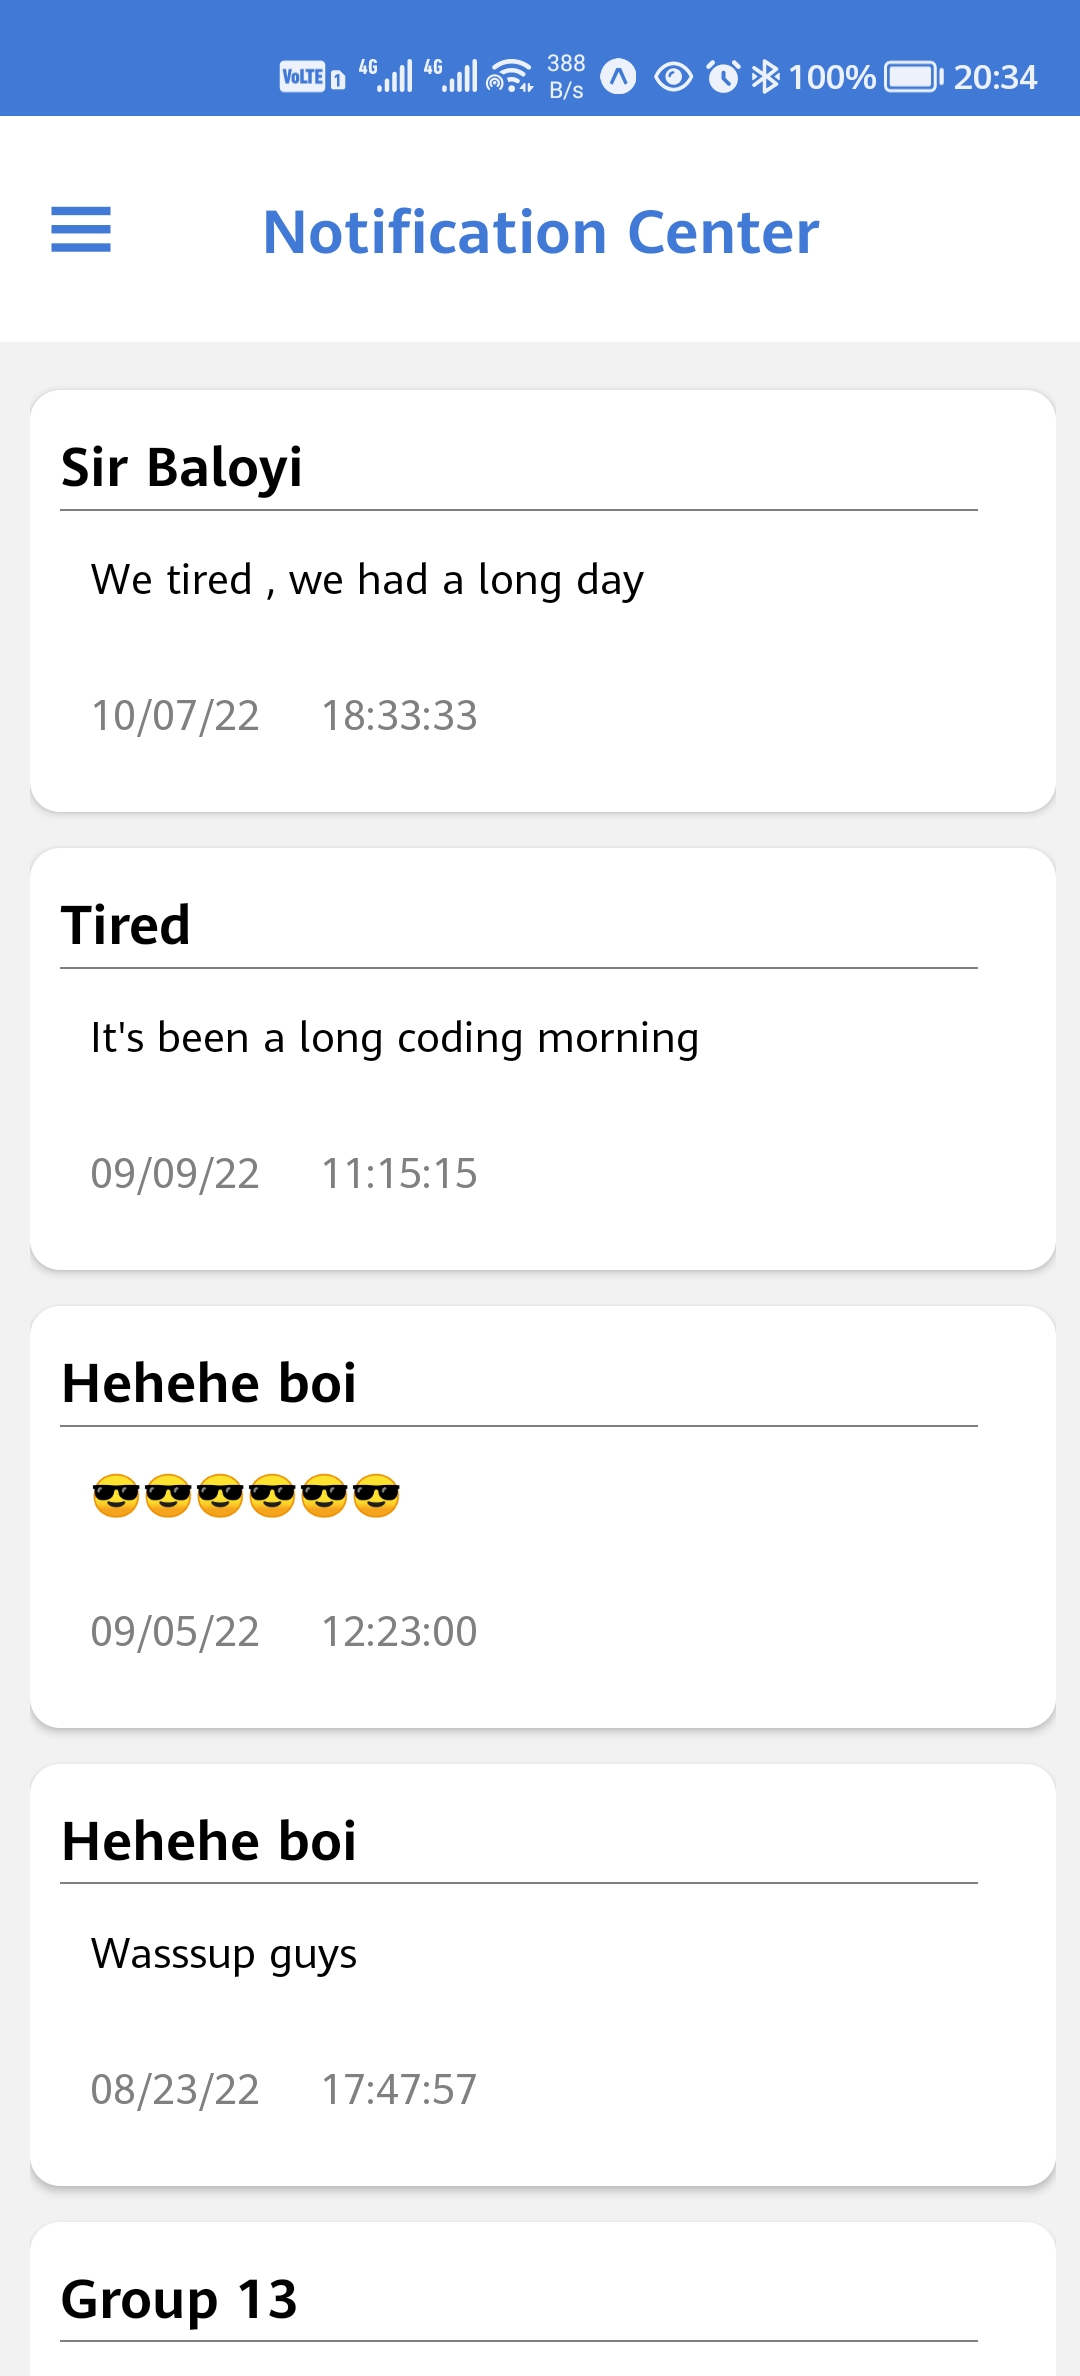 VoLTE 1 4G 4G 388 B/s 100% 20:34
Notification Center
Sir Baloyi
We tired , we had a long day
10/07/22 18:33:33
Tired
It's been a long coding morning
09/09/22 11:15:15
Hehehe boi
😎😎😎😎😎😎
09/05/22 12:23:00
Hehehe boi
Wasssup guys
08/23/22 17:47:57
Group 13